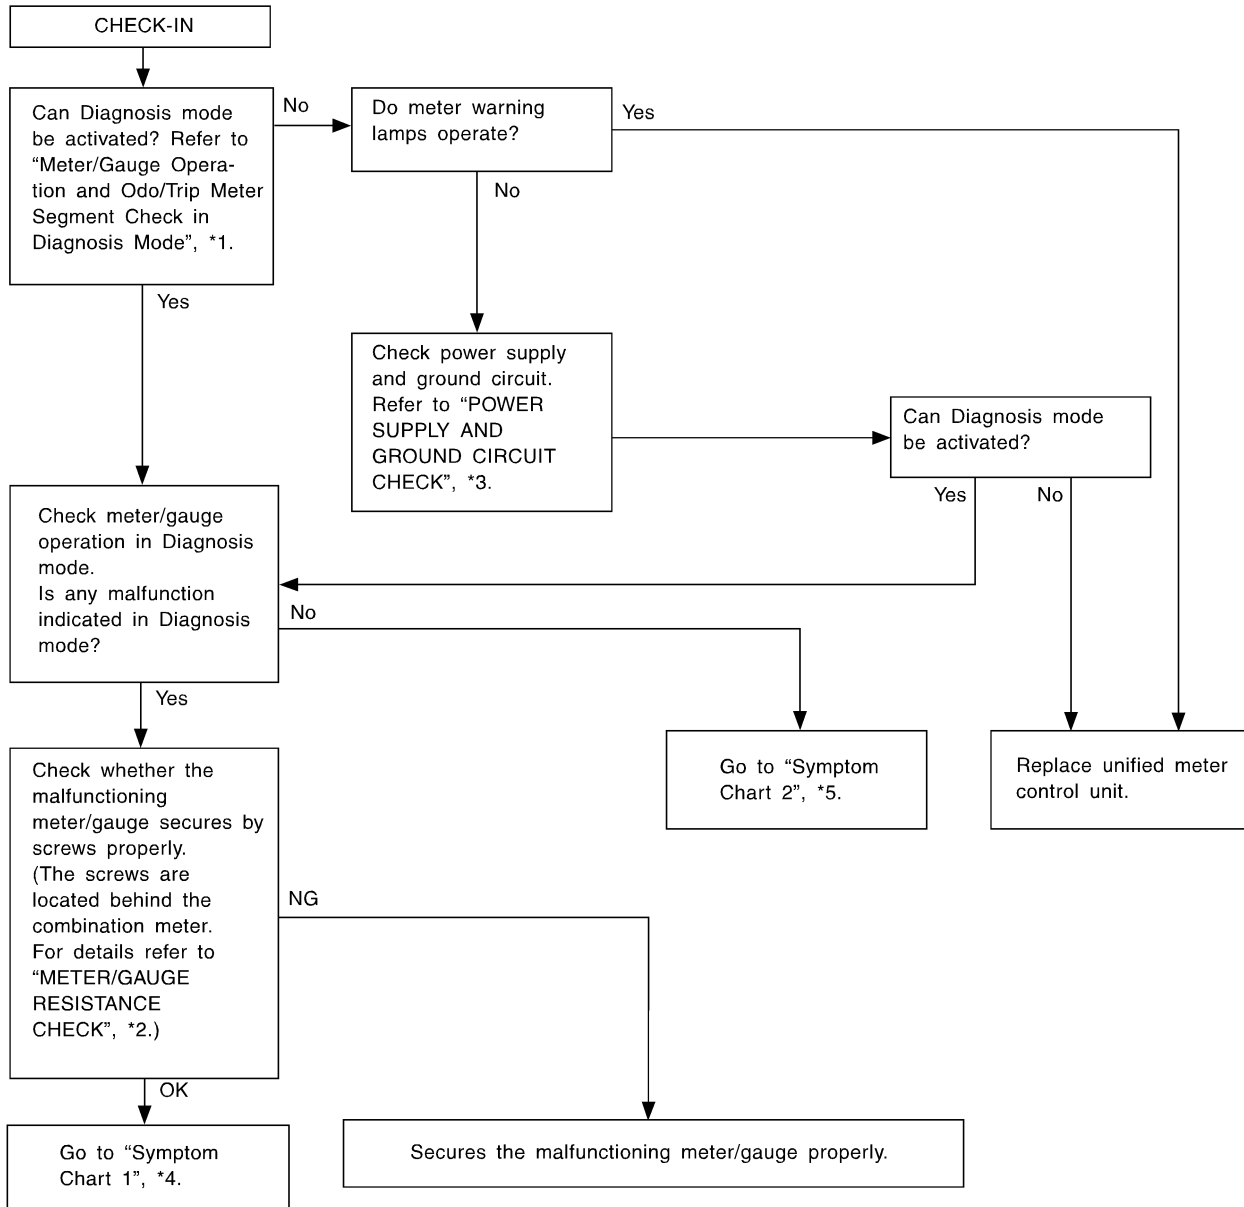 CHECK-IN
Can Diagnosis mode
be activated? Refer to
“Meter/Gauge Opera-
tion and Odo/Trip Meter
Segment Check in
Diagnosis Mode”, *1.
No
Do meter warning
lamps operate?
Yes
No
Yes
Check power supply
and ground circuit.
Refer to “POWER
SUPPLY AND
GROUND CIRCUIT
CHECK”, *3.
Can Diagnosis mode
be activated?
Yes
No
Check meter/gauge
operation in Diagnosis
mode.
Is any malfunction
indicated in Diagnosis
mode?
No
Yes
Go to “Symptom
Chart 2”, *5.
Replace unified meter
control unit.
Check whether the
malfunctioning
meter/gauge secures by
screws properly.
(The screws are
located behind the
combination meter.
For details refer to
“METER/GAUGE
RESISTANCE
CHECK”, *2.)
NG
OK
Go to “Symptom
Chart 1”, *4.
Secures the malfunctioning meter/gauge properly.